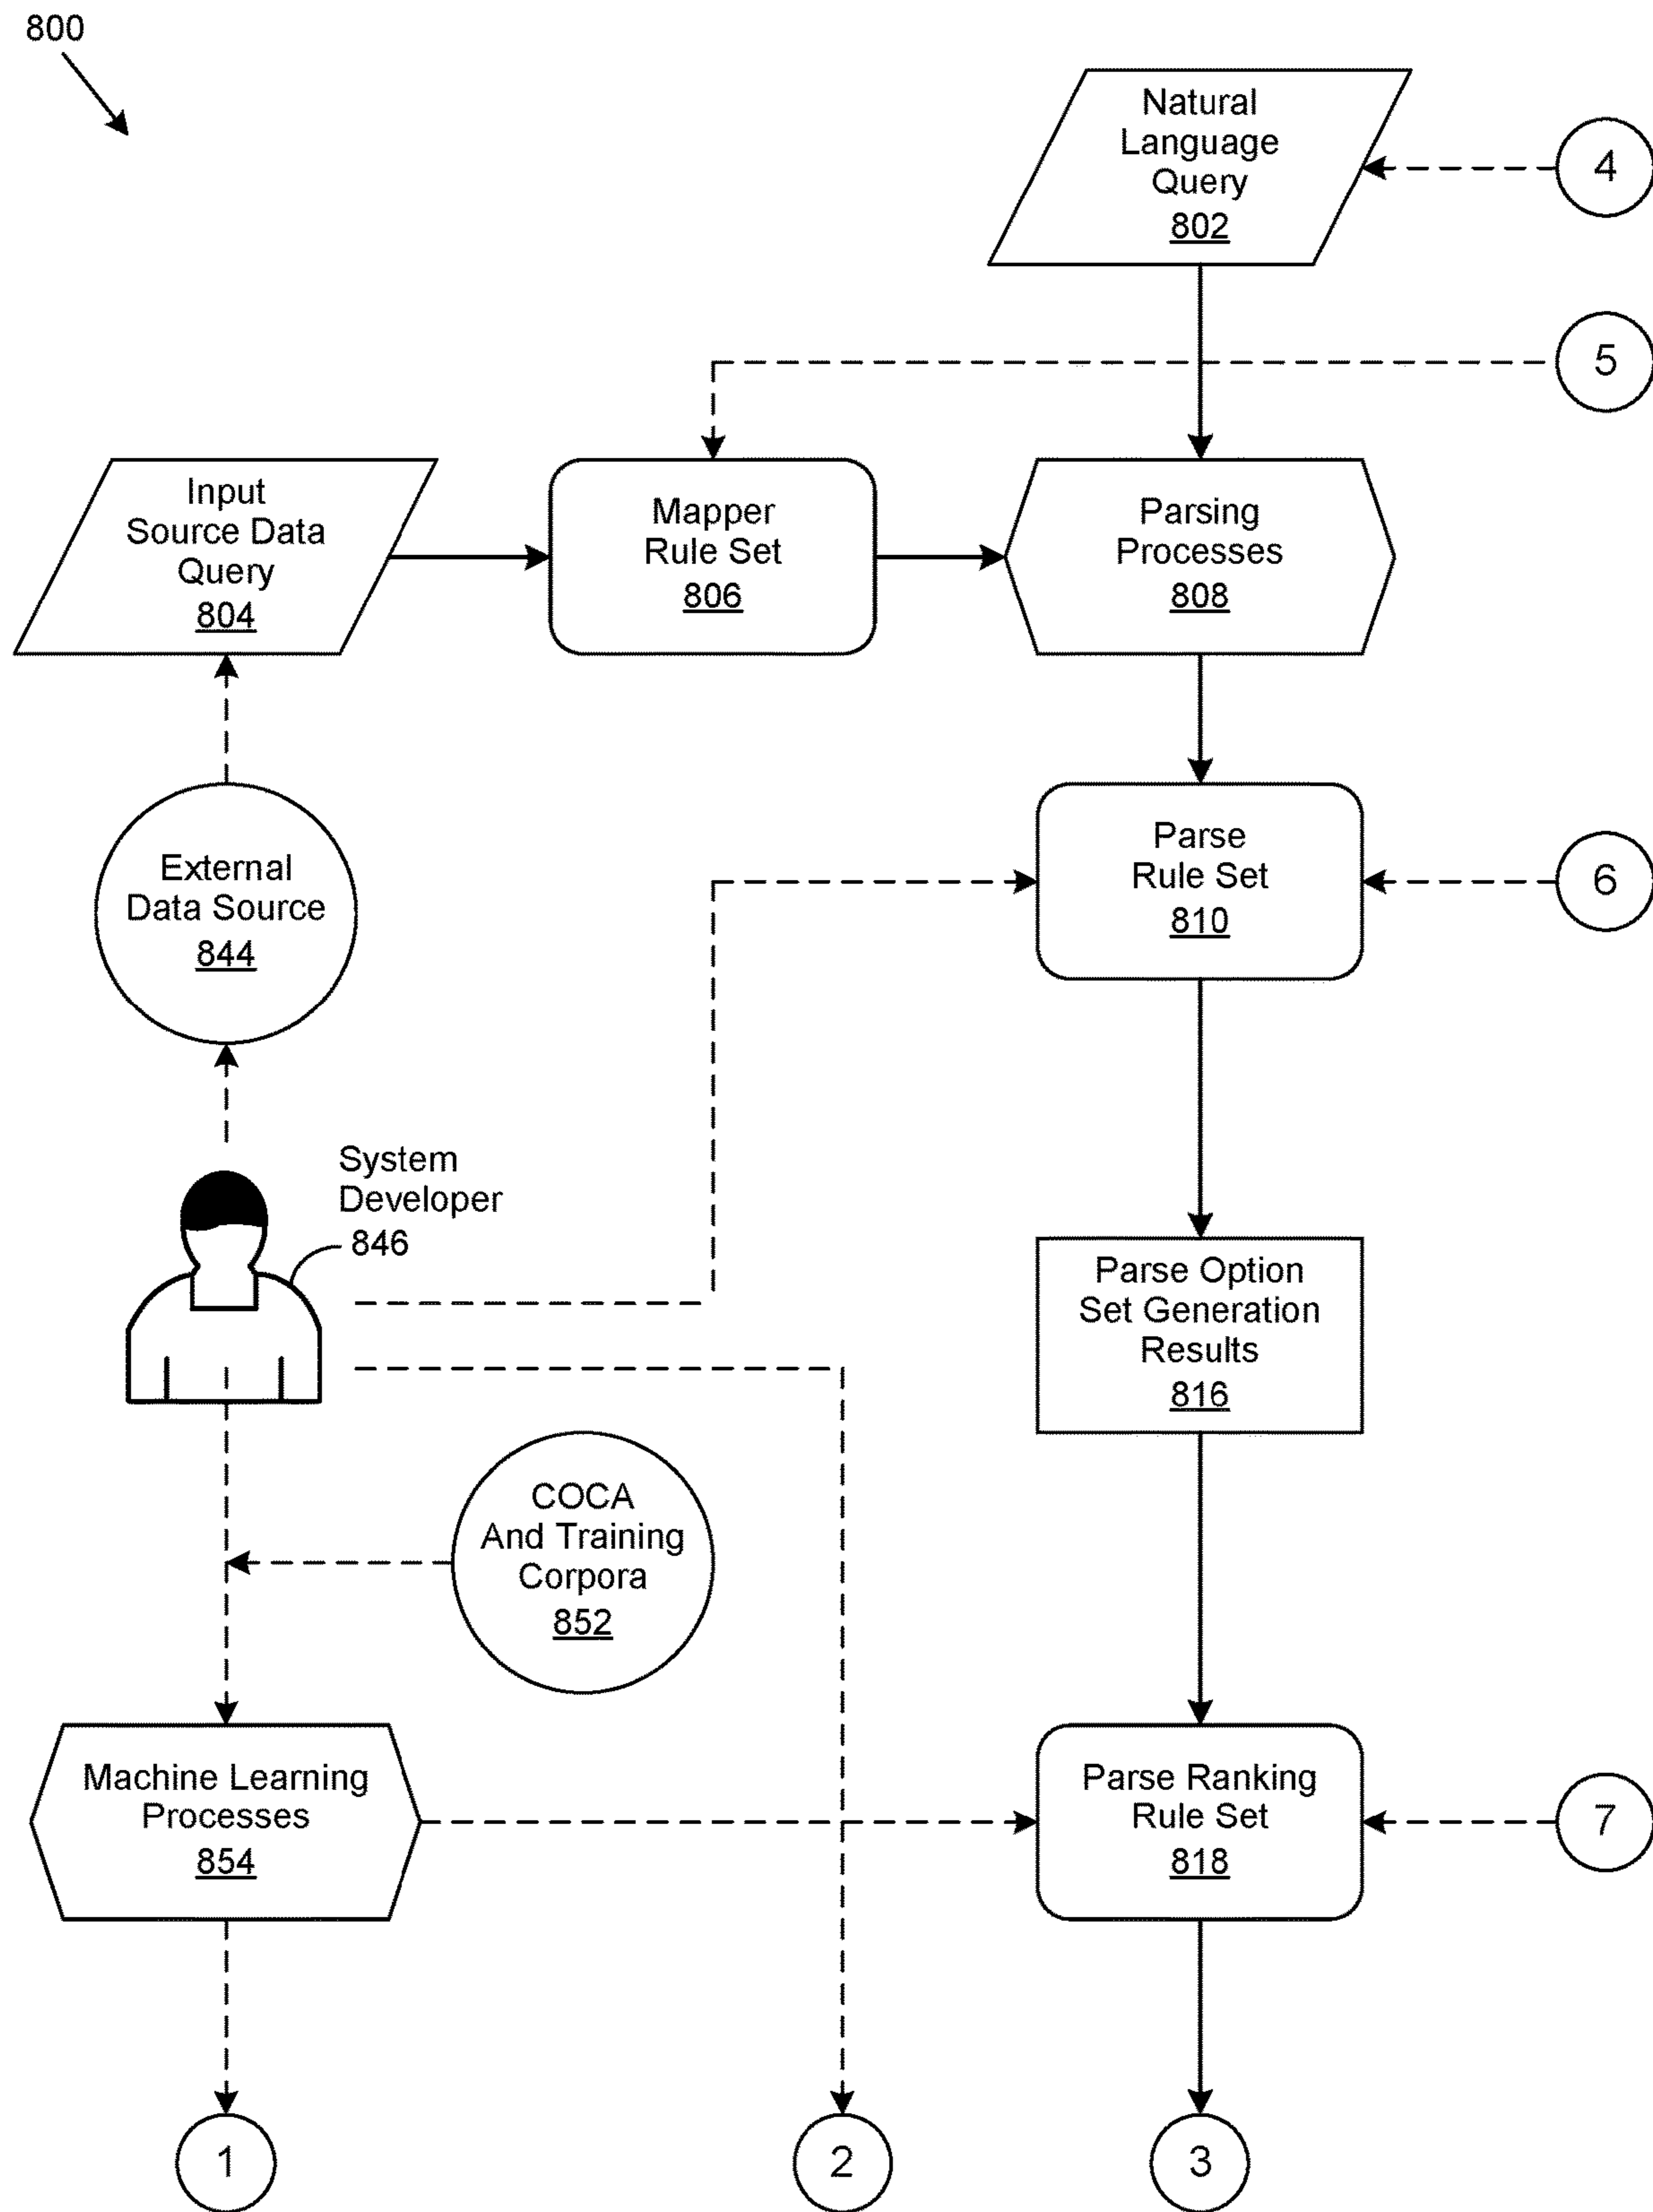 800
Natural
Language
Query
802
4
5
Input
Source Data
Query
804
Mapper
Rule Set
806
Parsing
Processes
808
External
Data Source
844
Parse
Rule Set
810
6
System
Developer
846
Parse Option
Set Generation
Results
816
COCA
And Training
Corpora
852
Machine Learning
Processes
854
Parse Ranking
Rule Set
818
7
1
2
3